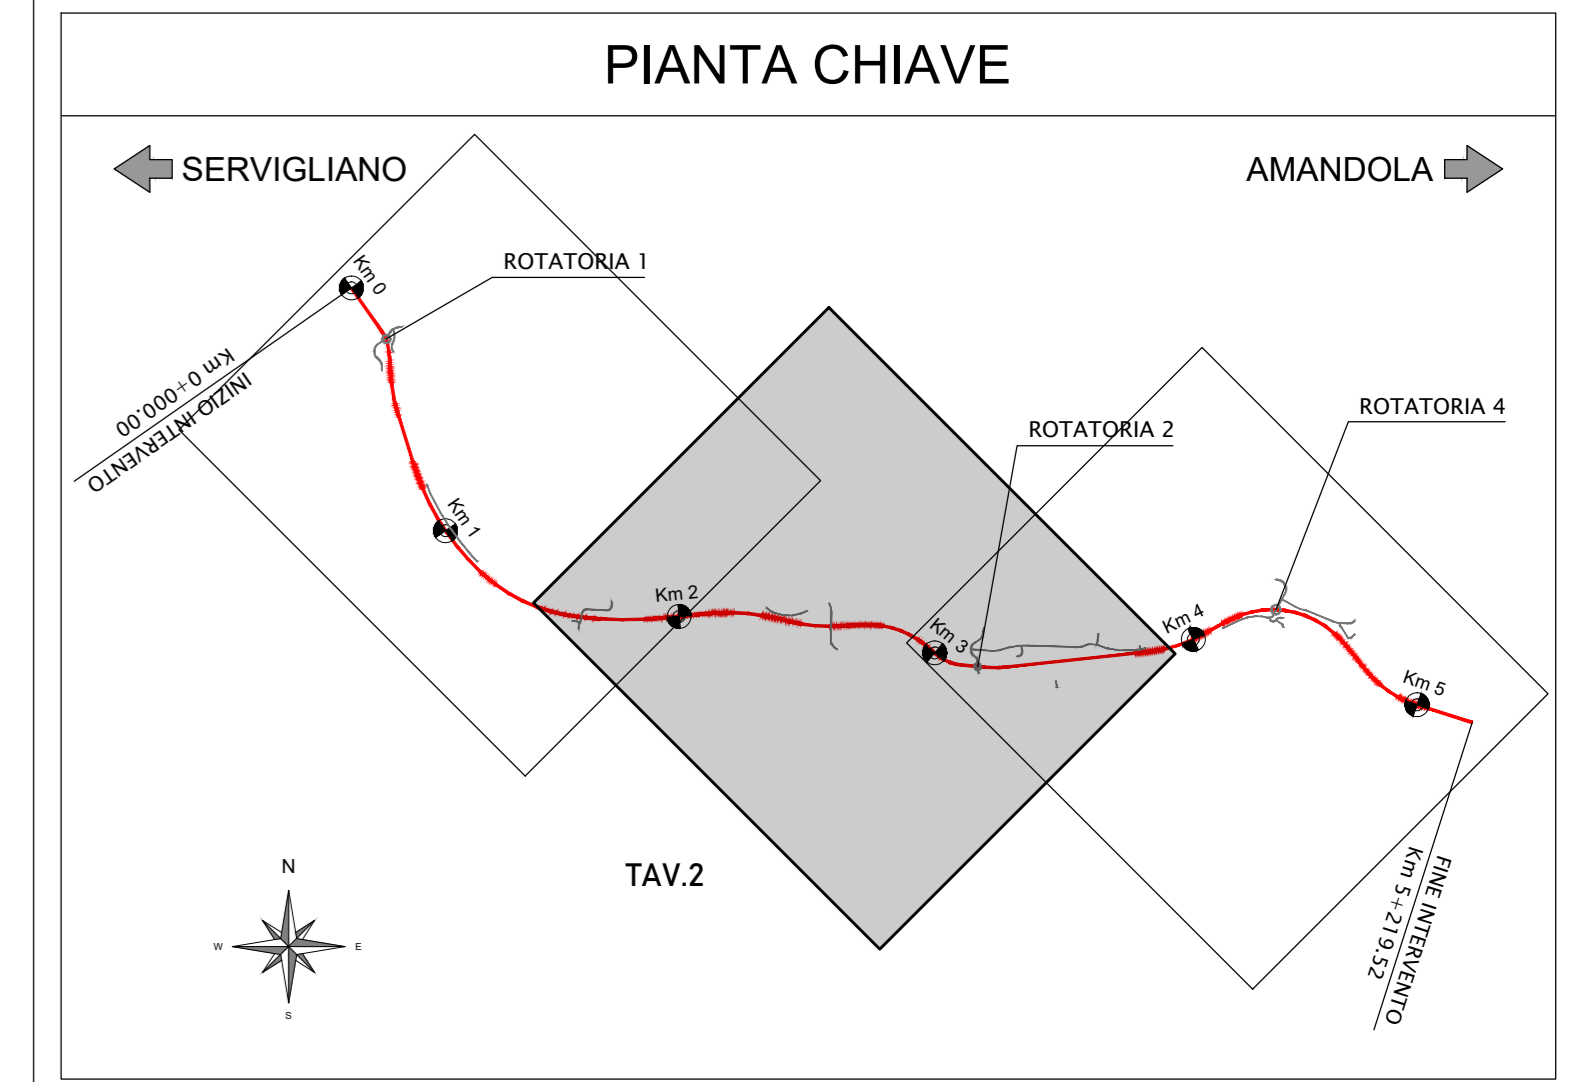 PIANTA CHIAVE
SERVIGLIANO
AMANDOLA
Km 0
ROTATORIA 1
Km 0+000.00
INIZIO INTERVENTO
ROTATORIA 4
ROTATORIA 2
Km 1
Km 2
Km 3
Km 4
Km 5
TAV.2
FINE INTERVENTO
Km 5+219.52
N
W
E
S